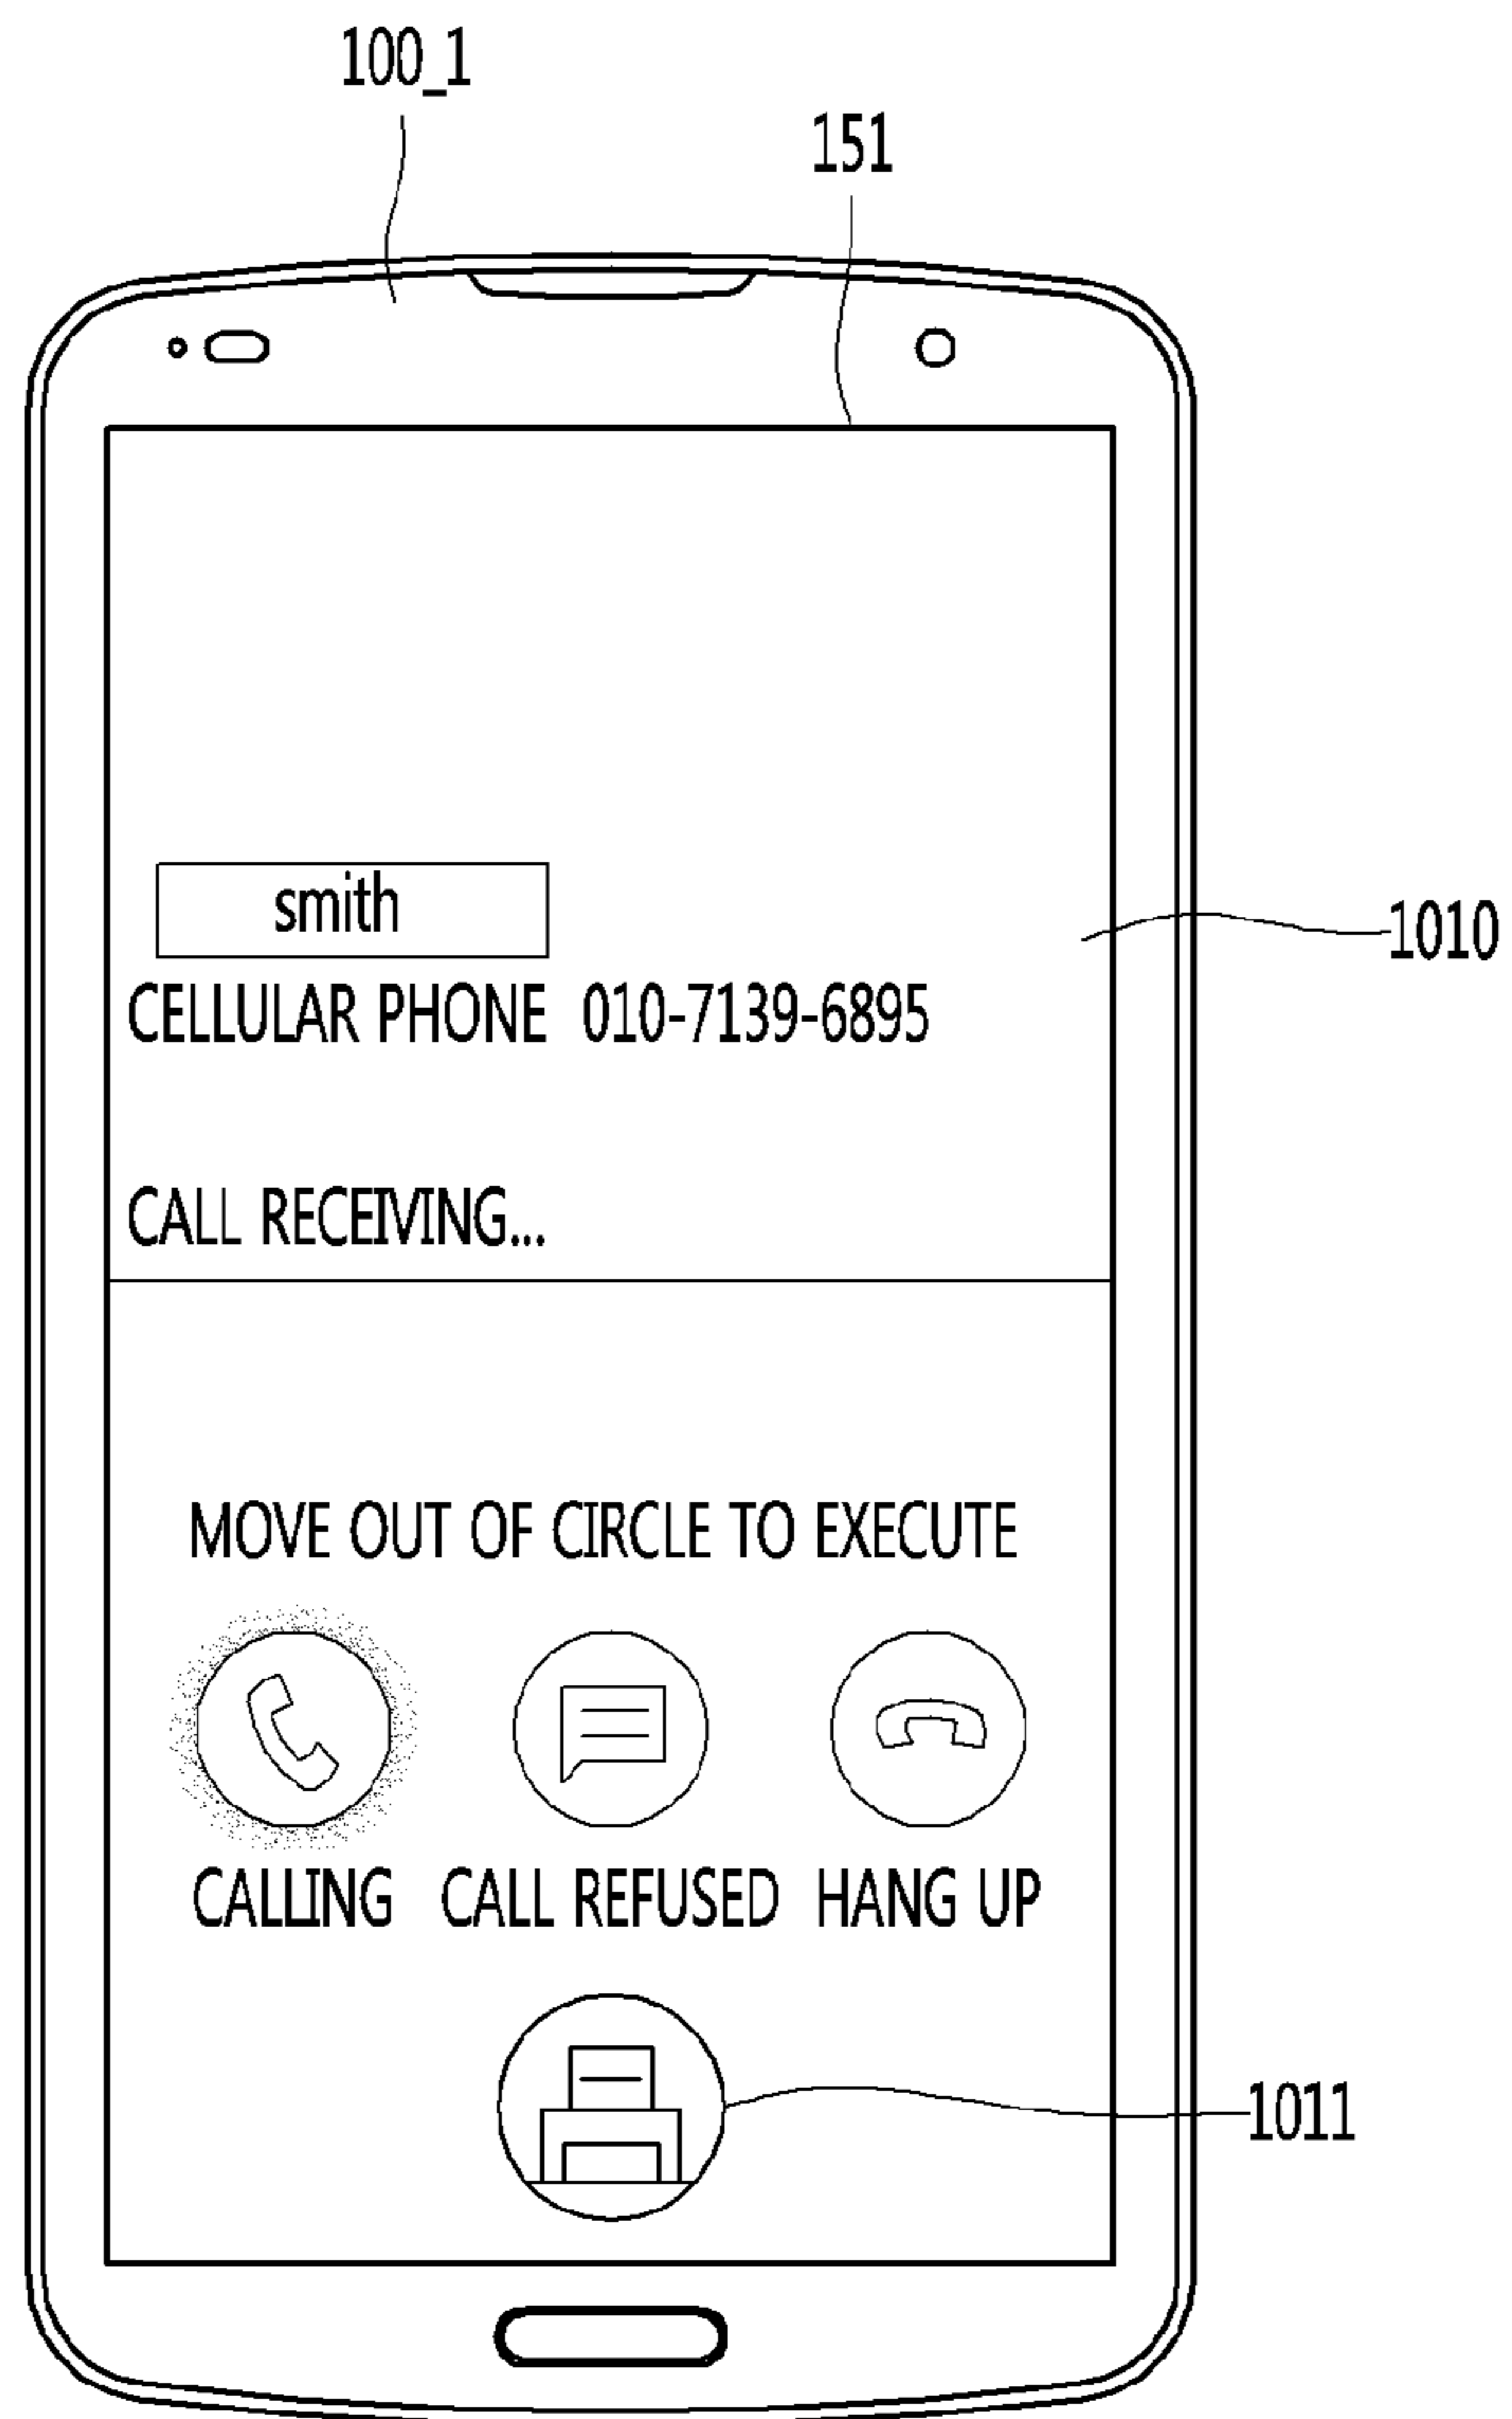 100_1
151
smith
1010
CELLULAR PHONE 010-7139-6895
CALL RECEIVING...
MOVE OUT OF CIRCLE TO EXECUTE
CALLING CALL REFUSED HANG UP
1011